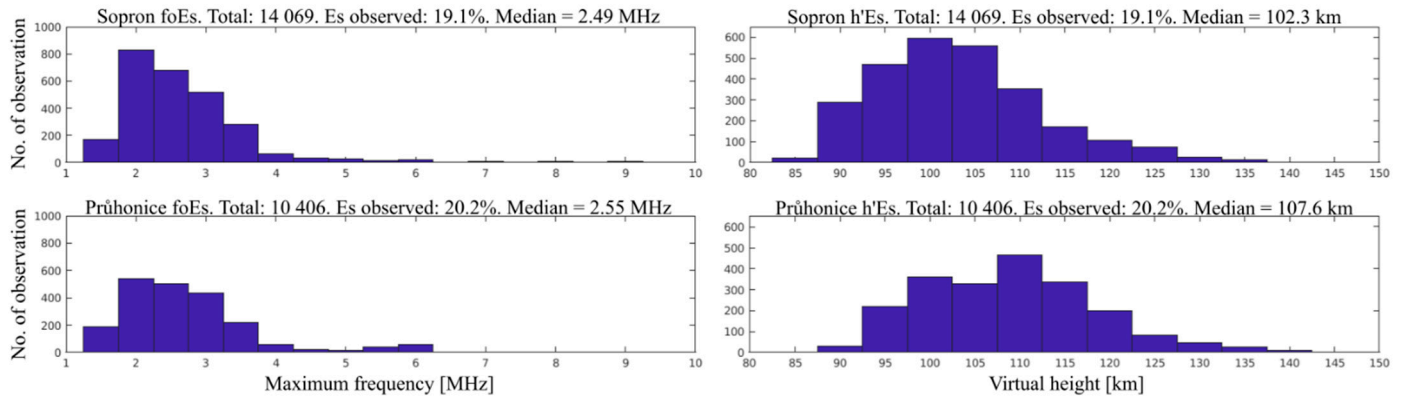 Sopron foEs. Total: 14 069. Es observed: 19.1%. Median = 2.49 MHz
No. of observation
1000
800
600
400
200
0
1 2 3 4 5 6 7 8 9 10
Sopron h'Es. Total: 14 069. Es observed: 19.1%. Median = 102.3 km
600
500
400
300
200
100
0
80 85 90 95 100 105 110 115 120 125 130 135 140 145 150
Průhonice foEs. Total: 10 406. Es observed: 20.2%. Median = 2.55 MHz
No. of observation
1000
800
600
400
200
0
1 2 3 4 5 6 7 8 9 10
Maximum frequency [MHz]
Průhonice h'Es. Total: 10 406. Es observed: 20.2%. Median = 107.6 km
600
500
400
300
200
100
0
80 85 90 95 100 105 110 115 120 125 130 135 140 145 150
Virtual height [km]